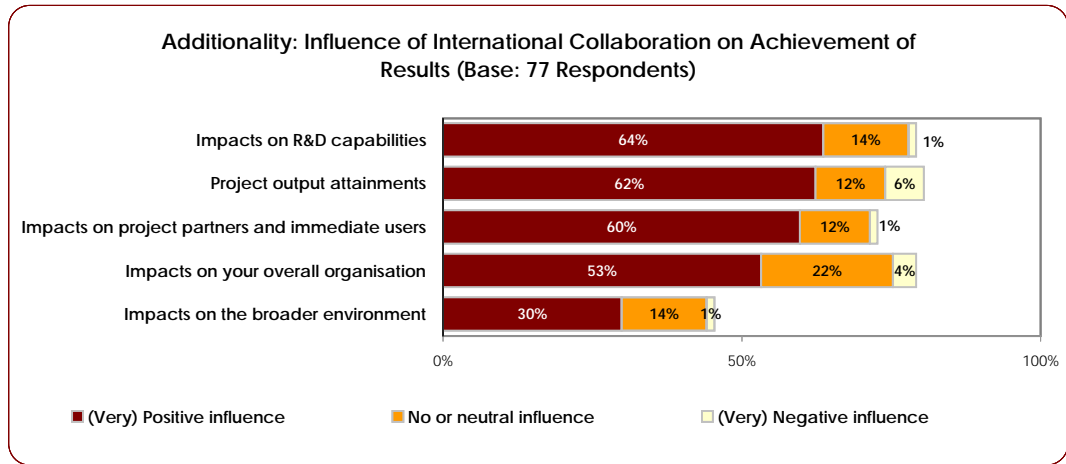 Additionality: Influence of International Collaboration on Achievement of
Results (Base: 77 Respondents)
Impacts on R&D capabilities 64% 14% 1%
Project output attainments 62% 12% 6%
Impacts on project partners and immediate users 60% 12% 1%
Impacts on your overall organisation 53% 22% 4%
Impacts on the broader environment 30% 14% 1%
0% 50% 100%
(Very) Positive influence No or neutral influence (Very) Negative influence